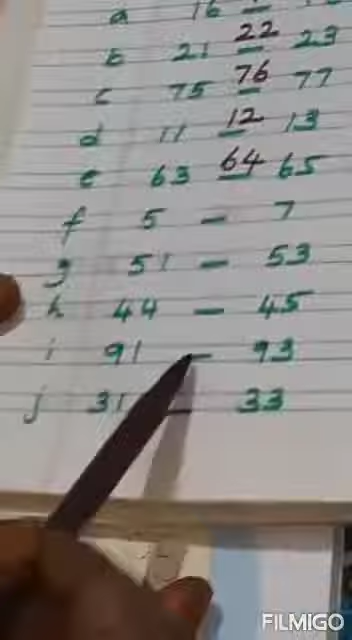 a 16 _
b 21 22 23
c 75 76 77
d 11 12 13
e 63 64 65
f 5 _ 7
g 51 _ 53
h 44 _ 45
i 91 _ 93
j 31 _ 33
FILMIGO